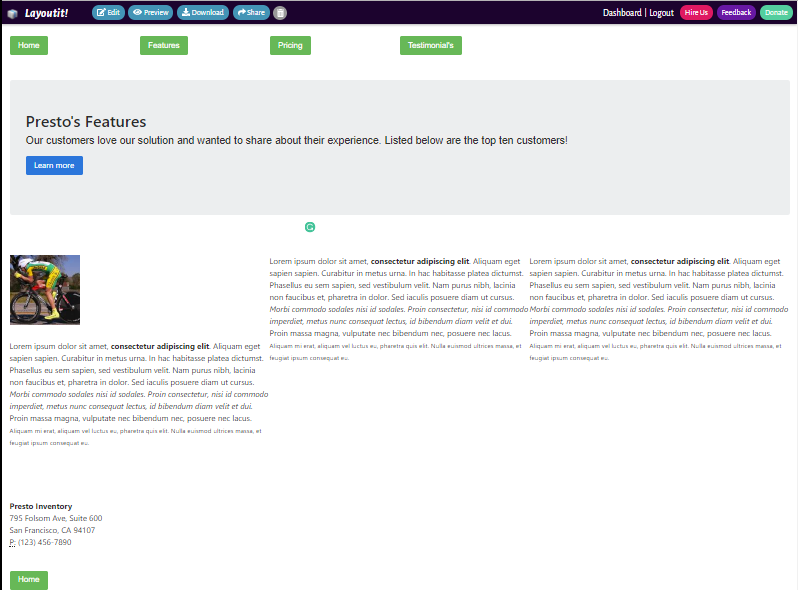 Layoutit!
Edit
Preview
Download
Share
Dashboard | Logout
Hire Us
Feedback
Donate
Home
Features
Pricing
Testimonial's
Presto's Features
Our customers love our solution and wanted to share about their experience. Listed below are the top ten customers!
Learn more
Lorem ipsum dolor sit amet, consectetur adipiscing elit. Aliquam eget
sapien sapien. Curabitur in metus urna. In hac habitasse platea dictumst.
Phasellus eu sem sapien, sed vestibulum velit. Nam purus nibh, lacinia
non faucibus et, pharetra in dolor. Sed iaculis posuere diam ut cursus.
Morbi commodo sodales nisi id sodales. Proin consectetur, nisi id commodo
imperdiet, metus nunc consequat lectus, id bibendum diam velit et dui.
Proin massa magna, vulputate nec bibendum nec, posuere nec lacus.
Aliquam mi erat, aliquam vel luctus eu, pharetra quis elit. Nulla euismod ultrices massa, et
feugiat ipsum consequat eu.
Lorem ipsum dolor sit amet, consectetur adipiscing elit. Aliquam eget
sapien sapien. Curabitur in metus urna. In hac habitasse platea dictumst.
Phasellus eu sem sapien, sed vestibulum velit. Nam purus nibh, lacinia
non faucibus et, pharetra in dolor. Sed iaculis posuere diam ut cursus.
Morbi commodo sodales nisi id sodales. Proin consectetur, nisi id commodo
imperdiet, metus nunc consequat lectus, id bibendum diam velit et dui.
Proin massa magna, vulputate nec bibendum nec, posuere nec lacus.
Aliquam mi erat, aliquam vel luctus eu, pharetra quis elit. Nulla euismod ultrices massa, et
feugiat ipsum consequat eu.
Lorem ipsum dolor sit amet, consectetur adipiscing elit. Aliquam eget
sapien sapien. Curabitur in metus urna. In hac habitasse platea dictumst.
Phasellus eu sem sapien, sed vestibulum velit. Nam purus nibh, lacinia
non faucibus et, pharetra in dolor. Sed iaculis posuere diam ut cursus.
Morbi commodo sodales nisi id sodales. Proin consectetur, nisi id commodo
imperdiet, metus nunc consequat lectus, id bibendum diam velit et dui.
Proin massa magna, vulputate nec bibendum nec, posuere nec lacus.
Aliquam mi erat, aliquam vel luctus eu, pharetra quis elit. Nulla euismod ultrices massa, et
feugiat ipsum consequat eu.
Presto Inventory
795 Folsom Ave, Suite 600
San Francisco, CA 94107
P: (123) 456-7890
Home